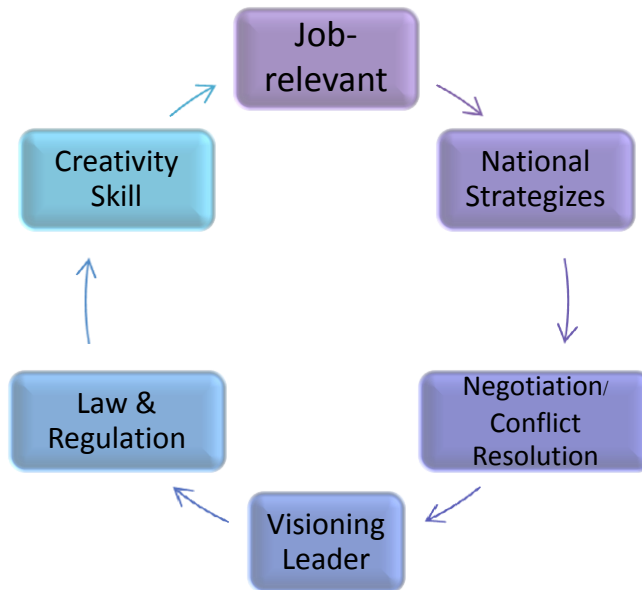 Job-
relevant
National
Strategizes
Negotiation/
Conflict
Resolution
Visioning
Leader
Law &
Regulation
Creativity
Skill